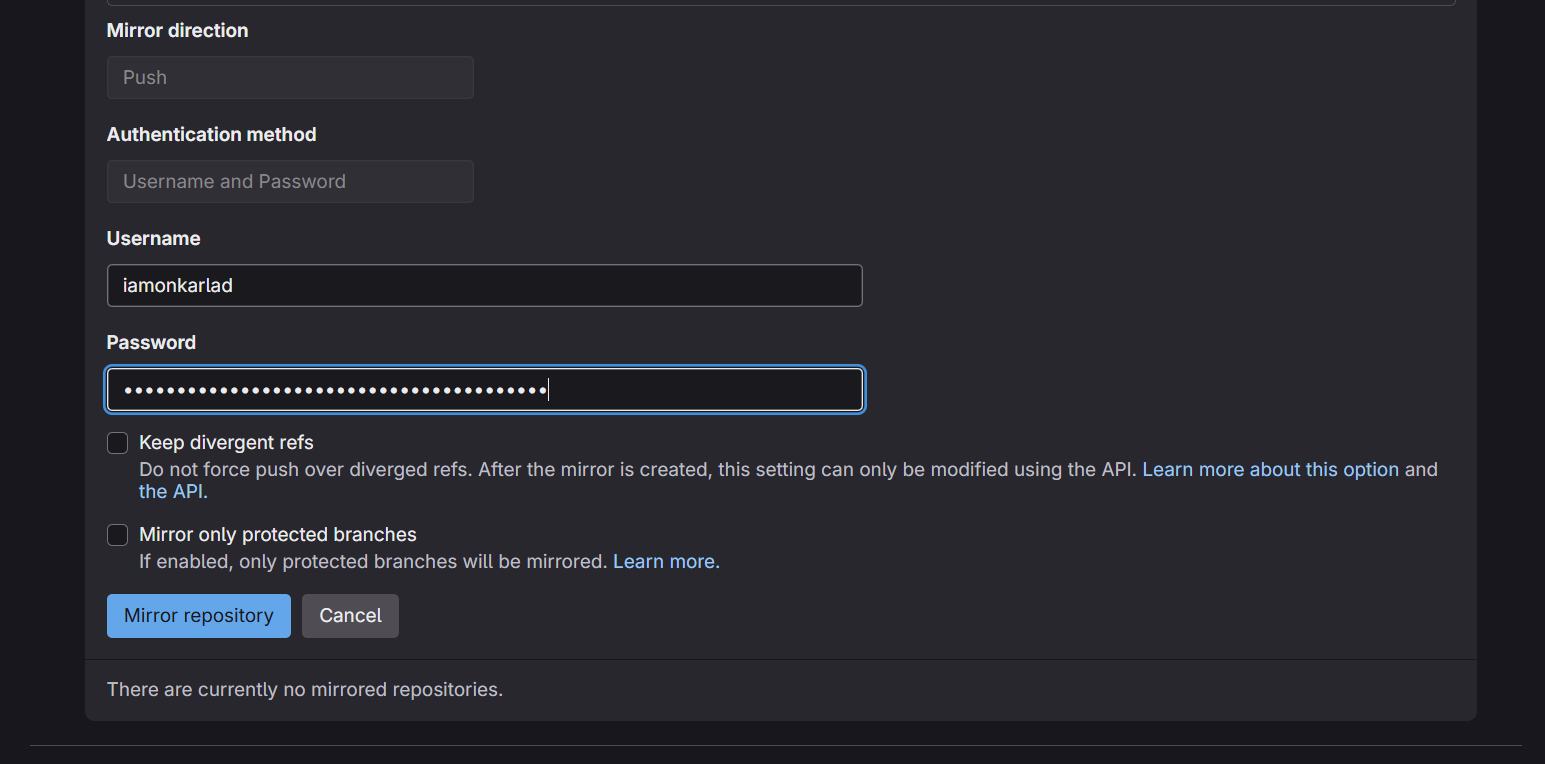 Mirror direction
Push
Authentication method
Username and Password
Username
iamonkarlad
Password
••••••••••••••••••••••••••••••••••••••••
Keep divergent refs
Do not force push over diverged refs. After the mirror is created, this setting can only be modified using the API. Learn more about this option and
the API.
Mirror only protected branches
If enabled, only protected branches will be mirrored. Learn more.
Mirror repository Cancel
There are currently no mirrored repositories.